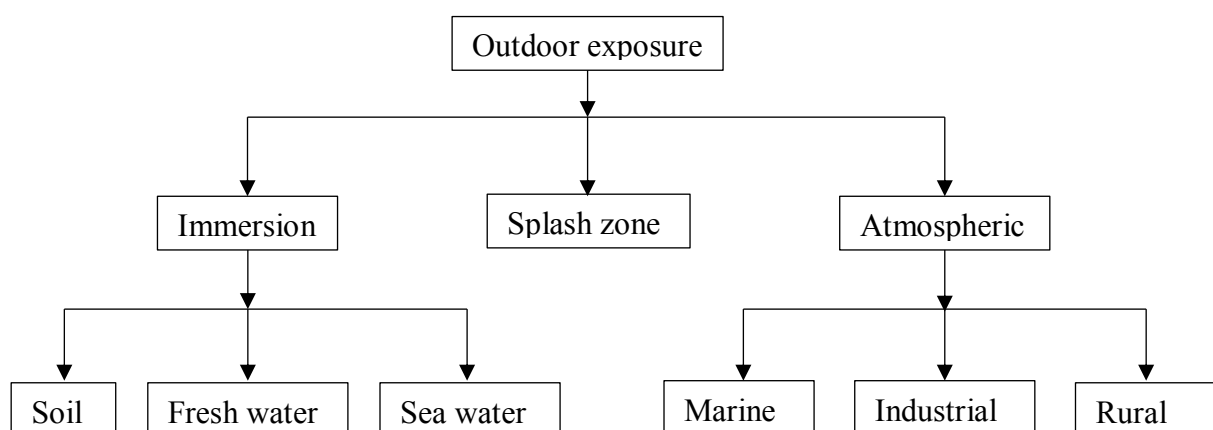 Outdoor exposure
Immersion
Splash zone
Atmospheric
Soil
Fresh water
Sea water
Marine
Industrial
Rural